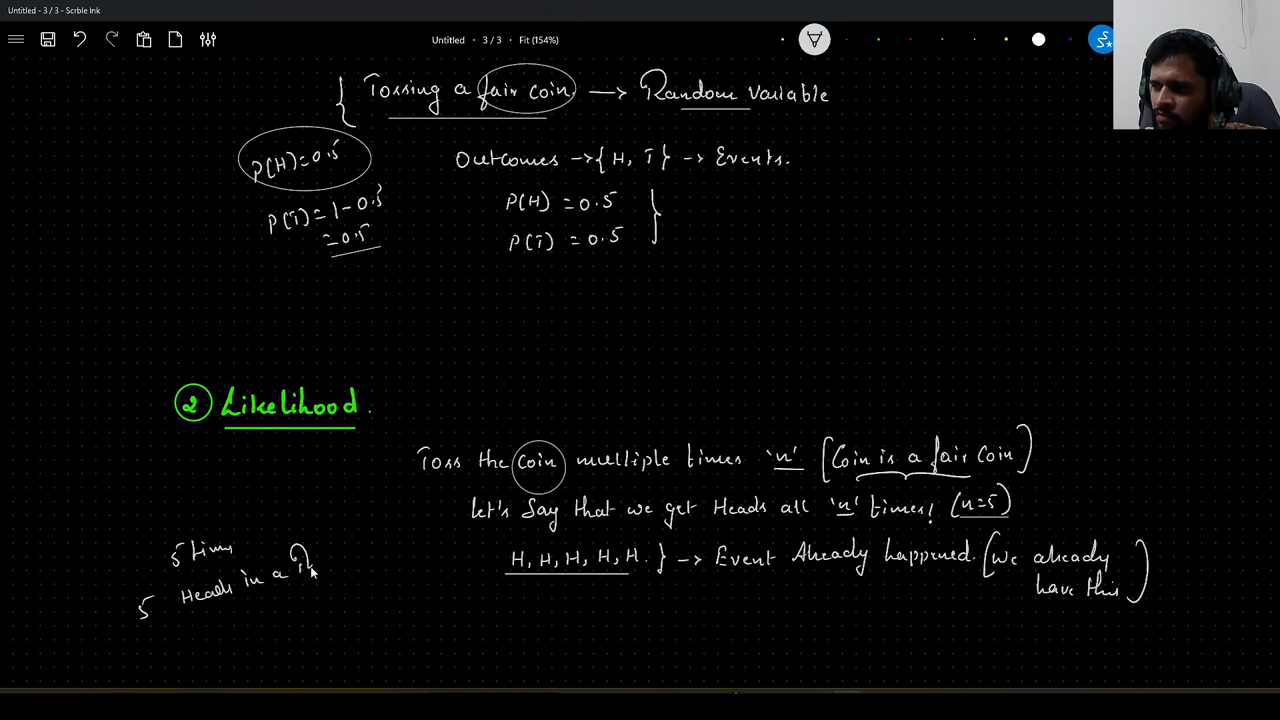 Untitled - 3 / 3 - Scrble Ink
Untitled • 3 / 3 • Fit (154%)
Tossing a fair coin → Random variable
P(H)=0.5
Outcomes → {H, T} → Events.
P(T)=1-0.5
=0.5
P(H) = 0.5
P(T) = 0.5
2 Likelihood.
Toss the coin multiple times 'n' [Coin is a fair coin]
Let's Say that we get Heads all 'n' times! (n=5)
H, H, H, H, H. } → Event Already happened. (We already
have this)
5 times
5 Heads in a